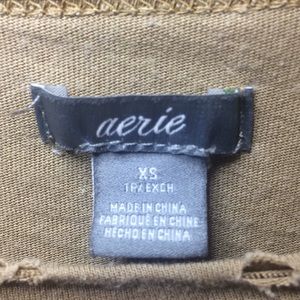 aerie
XS
TP/EXCH
MADE IN CHINA
FABRIQUÉ EN CHINE
HECHO EN CHINA